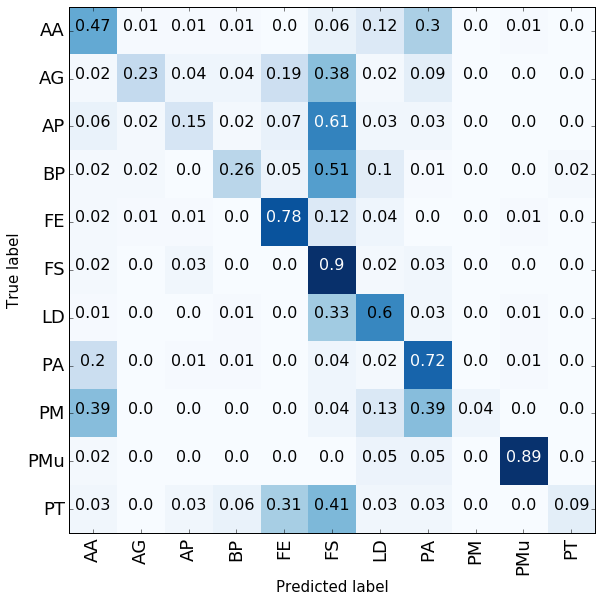 AA 0.47 0.01 0.01 0.01 0.0 0.06 0.12 0.3 0.0 0.01 0.0
AG 0.02 0.23 0.04 0.04 0.19 0.38 0.02 0.09 0.0 0.0 0.0
AP 0.06 0.02 0.15 0.02 0.07 0.61 0.03 0.03 0.0 0.0 0.0
BP 0.02 0.02 0.0 0.26 0.05 0.51 0.1 0.01 0.0 0.0 0.02
FE 0.02 0.01 0.01 0.0 0.78 0.12 0.04 0.0 0.0 0.01 0.0
FS 0.02 0.0 0.03 0.0 0.0 0.9 0.02 0.03 0.0 0.0 0.0
LD 0.01 0.0 0.0 0.0 0.01 0.33 0.6 0.03 0.0 0.01 0.0
PA 0.2 0.0 0.01 0.01 0.0 0.04 0.02 0.72 0.0 0.01 0.0
PM 0.39 0.0 0.0 0.0 0.0 0.04 0.13 0.39 0.04 0.0 0.0
PMu 0.02 0.0 0.0 0.0 0.0 0.0 0.05 0.05 0.0 0.89 0.0
PT 0.03 0.0 0.03 0.06 0.31 0.41 0.03 0.03 0.0 0.0 0.09
AA AG AP BP FE FS LD PA PM PMu PT
Predicted label
True label